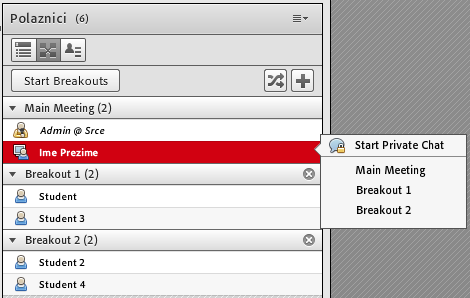 Polaznici (6)
Start Breakouts
Main Meeting (2)
Admin @ Srce
Ime Prezime
Start Private Chat
Main Meeting
Breakout 1
Breakout 2
Breakout 1 (2)
Student
Student 3
Breakout 2 (2)
Student 2
Student 4